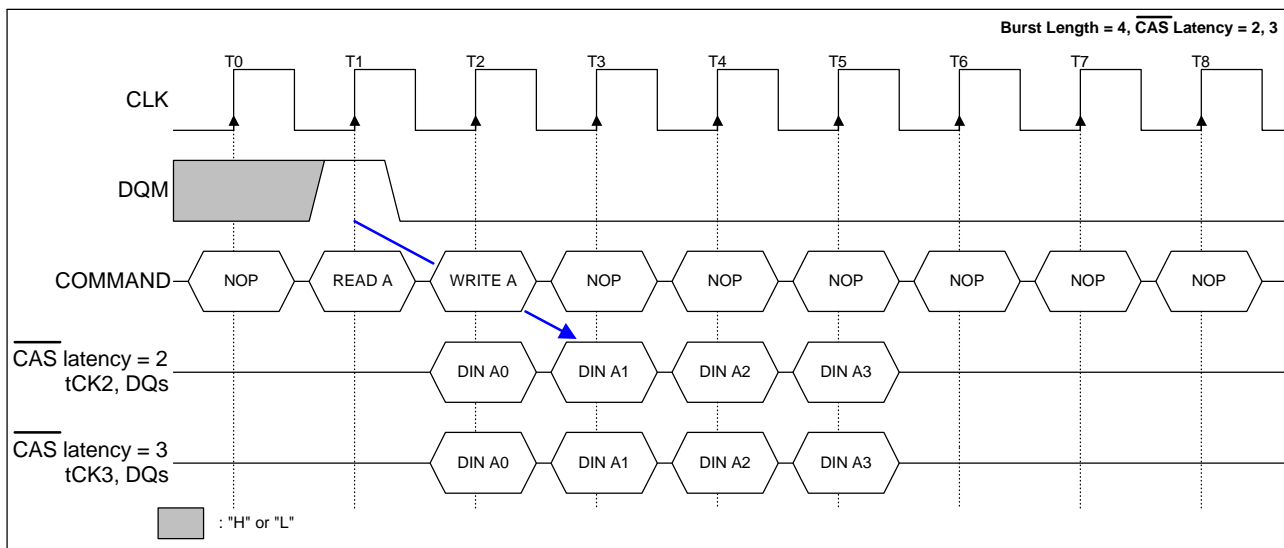 Burst Length = 4, CAS Latency = 2, 3
T0 T1 T2 T3 T4 T5 T6 T7 T8
CLK
DQM
COMMAND NOP READ A WRITE A NOP NOP NOP NOP NOP NOP
CAS latency = 2
tCK2, DQs
DIN A0 DIN A1 DIN A2 DIN A3
CAS latency = 3
tCK3, DQs
DIN A0 DIN A1 DIN A2 DIN A3
: "H" or "L"